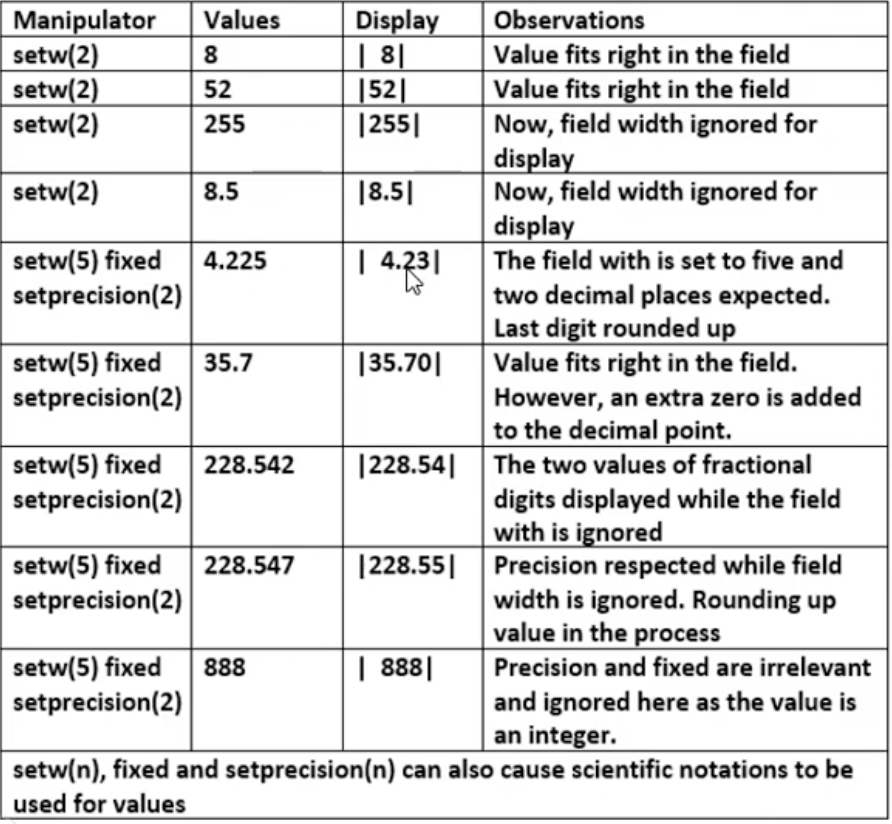 Manipulator Values Display Observations
setw(2) 8 | 8| Value fits right in the field
setw(2) 52 |52| Value fits right in the field
setw(2) 255 |255| Now, field width ignored for
display
setw(2) 8.5 |8.5| Now, field width ignored for
display
setw(5) fixed 4.225 | 4.23| The field with is set to five and
setprecision(2) two decimal places expected.
Last digit rounded up
setw(5) fixed 35.7 |35.70| Value fits right in the field.
setprecision(2) However, an extra zero is added
to the decimal point.
setw(5) fixed 228.542 |228.54| The two values of fractional
setprecision(2) digits displayed while the field
with is ignored
setw(5) fixed 228.547 |228.55| Precision respected while field
setprecision(2) width is ignored. Rounding up
value in the process
setw(5) fixed 888 | 888| Precision and fixed are irrelevant
setprecision(2) and ignored here as the value is
an integer.
setw(n), fixed and setprecision(n) can also cause scientific notations to be
used for values